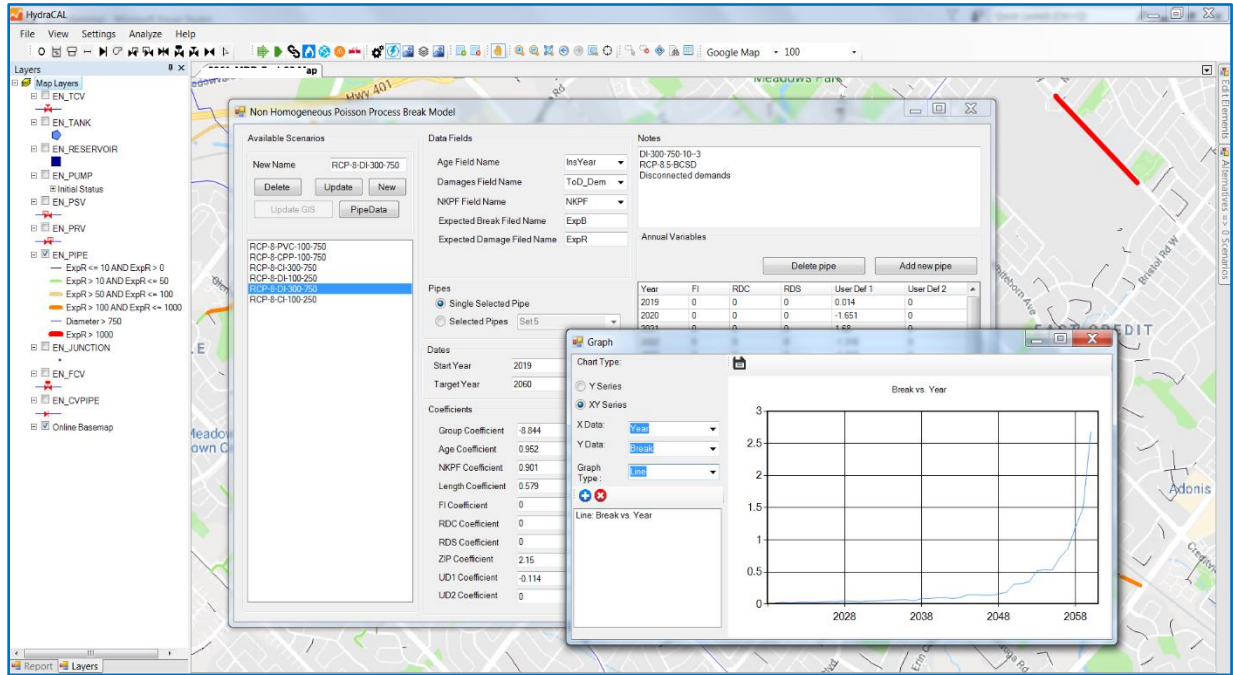 HydraCAL
File View Settings Analyze Help
Google Map - 100
Layers
Map
Map Layers
EN_TCV
EN_TANK
EN_RESERVOIR
EN_PUMP
Initial Status
EN_PSV
EN_PRV
EN_PIPE
ExpR <= 10 AND ExpR > 0
ExpR > 10 AND ExpR <= 50
ExpR > 50 AND ExpR <= 100
ExpR > 100 AND ExpR <= 1000
Diameter > 750
ExpR > 1000
EN_JUNCTION
EN_FCV
EN_CVPIPE
Online Basemap
Report Layers
Hwy 401
Rd
Meadows Park
Non Homogeneous Poisson Process Break Model
Available Scenarios
New Name RCP-8-DI-300-750
Delete Update New
Update GIS PipeData
RCP-8-PVC-100-750
RCP-8-CPP-100-750
RCP-8-CI-300-750
RCP-8-DI-100-250
RCP-8-DI-300-750
RCP-8-CI-100-250
Data Fields
Age Field Name InsYear
Damages Field Name ToD_Dem
NKPF Field Name NKPF
Expected Break Filed Name ExpB
Expected Damage Filed Name ExpR
Pipes
Single Selected Pipe
Selected Pipes Set 5
Dates
Start Year 2019
Target Year 2060
Coefficients
Group Coefficient -8.844
Age Coefficient 0.952
NKPF Coefficient 0.901
Length Coefficient 0.579
FI Coefficient 0
RDC Coefficient 0
RDS Coefficient 0
ZIP Coefficient 2.15
UD1 Coefficient -0.114
UD2 Coefficient 0
Notes
DI-300-750-10--3
RCP-8.5-BCSD
Disconnected demands
Annual Variables
Delete pipe Add new pipe
Year FI RDC RDS User Def 1 User Def 2
2019 0 0 0 0.014 0
2020 0 0 0 -1.651 0
2021 0 0 0 1.68 0
Graph
Chart Type:
Y Series
XY Series
X Data: Year
Y Data: Break
Graph Type : Line
Line: Break vs. Year
Break vs. Year
3
2.5
2
1.5
1
0.5
0
2028 2038 2048 2058
Edit Elements
Alternatives => 0 Scenarios
Bristol Rd W
EAST CREDIT
Adonis